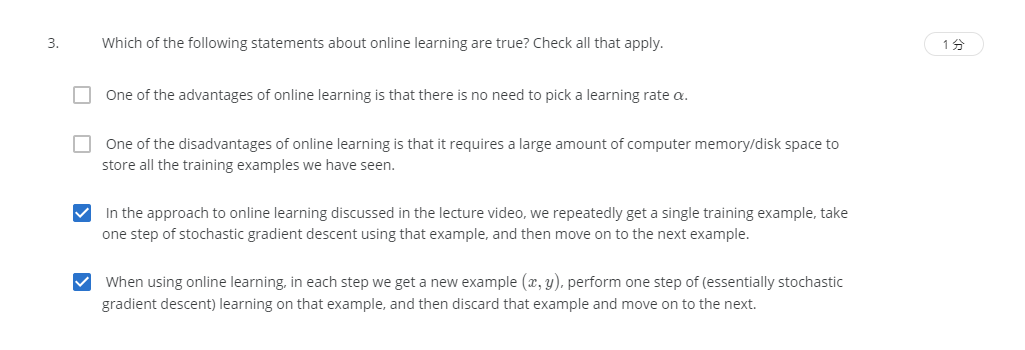 3. Which of the following statements about online learning are true? Check all that apply. 1 分
One of the advantages of online learning is that there is no need to pick a learning rate α.
One of the disadvantages of online learning is that it requires a large amount of computer memory/disk space to
store all the training examples we have seen.
In the approach to online learning discussed in the lecture video, we repeatedly get a single training example, take
one step of stochastic gradient descent using that example, and then move on to the next example.
When using online learning, in each step we get a new example (x, y), perform one step of (essentially stochastic
gradient descent) learning on that example, and then discard that example and move on to the next.